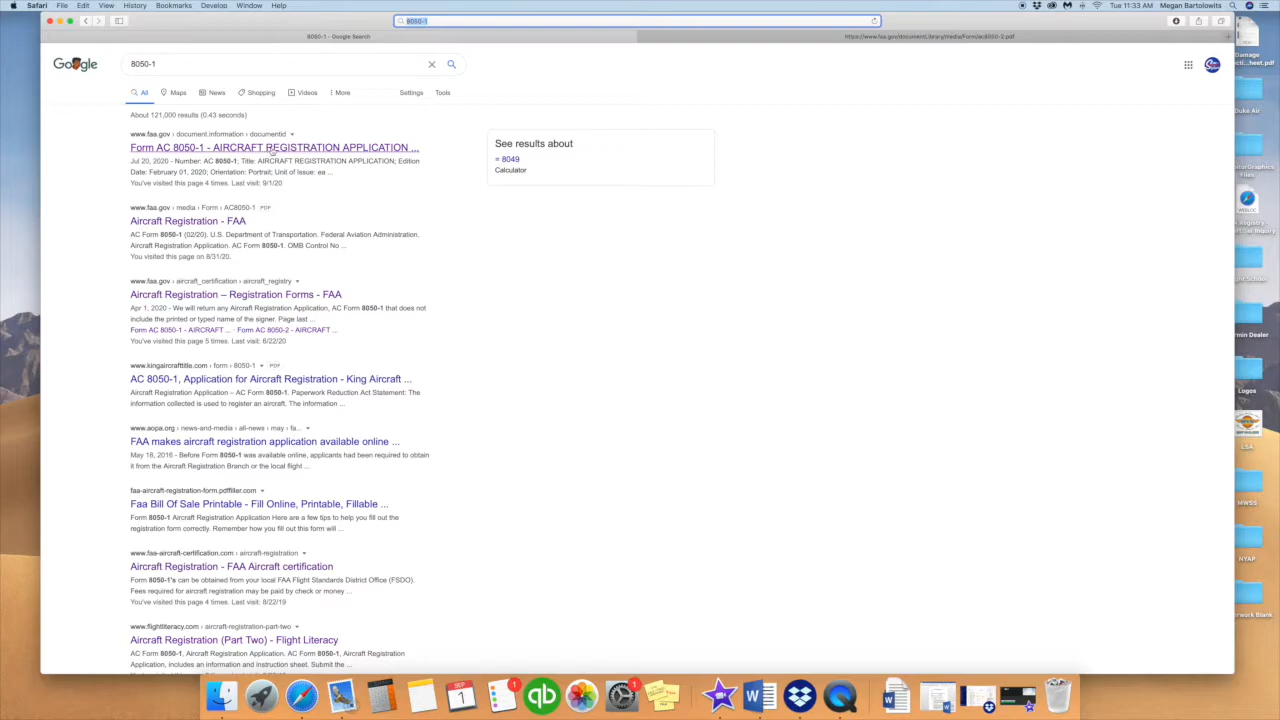 Safari File Edit View History Bookmarks Develop Window Help
Tue 11:33 AM Megan Bartolowits
8050-1
8050-1 - Google Search
https://www.faa.gov/documentLibrary/media/Form/ac8050-2.pdf
Google
8050-1
All Maps News Shopping Videos More Settings Tools
About 121,000 results (0.43 seconds)
www.faa.gov › document.information › documentid
Form AC 8050-1 - AIRCRAFT REGISTRATION APPLICATION ...
Jul 20, 2020 - Number: AC 8050-1; Title: AIRCRAFT REGISTRATION APPLICATION; Edition
Date: February 01, 2020; Orientation: Portrait; Unit of Issue: ea ...
You've visited this page 4 times. Last visit: 9/1/20
See results about
= 8049
Calculator
www.faa.gov › media › Form › AC8050-1 PDF
Aircraft Registration - FAA
AC Form 8050-1 (02/20). U.S. Department of Transportation. Federal Aviation Administration.
Aircraft Registration Application. AC Form 8050-1. OMB Control No ...
You visited this page on 8/31/20.
www.faa.gov › aircraft_certification › aircraft_registry
Aircraft Registration – Registration Forms - FAA
Apr 1, 2020 - We will return any Aircraft Registration Application, AC Form 8050-1 that does not
include the printed or typed name of the signer. Page last ...
Form AC 8050-1 - AIRCRAFT ... · Form AC 8050-2 - AIRCRAFT ...
You've visited this page 5 times. Last visit: 6/22/20
www.kingaircrafttitle.com › form › 8050-1 PDF
AC 8050-1, Application for Aircraft Registration - King Aircraft ...
Aircraft Registration Application – AC Form 8050-1. Paperwork Reduction Act Statement: The
information collected is used to register an aircraft. The information ...
www.aopa.org › news-and-media › all-news › may › fa...
FAA makes aircraft registration application available online ...
May 18, 2016 - Before Form 8050-1 was available online, applicants had been required to obtain
it from the Aircraft Registration Branch or the local flight ...
faa-aircraft-registration-form.pdffiller.com
Faa Bill Of Sale Printable - Fill Online, Printable, Fillable ...
Form 8050-1 Aircraft Registration Application Here are a few tips to help you fill out the
registration form correctly. Remember how you fill out this form will ...
www.faa-aircraft-certification.com › aircraft-registration
Aircraft Registration - FAA Aircraft certification
Form 8050-1's can be obtained from your local FAA Flight Standards District Office (FSDO).
Fees required for aircraft registration may be paid by check or money ...
You've visited this page 4 times. Last visit: 8/22/19
www.flightliteracy.com › aircraft-registration-part-two
Aircraft Registration (Part Two) - Flight Literacy
AC Form 8050-1, Aircraft Registration Application. AC Form 8050-1, Aircraft Registration
Application, includes an information and instruction sheet. Submit the ...
Damage
Duke Air
Files
WEBLOC
Logos
LSA
MWSS
NYAP
SEP
1
1
1
W
qb